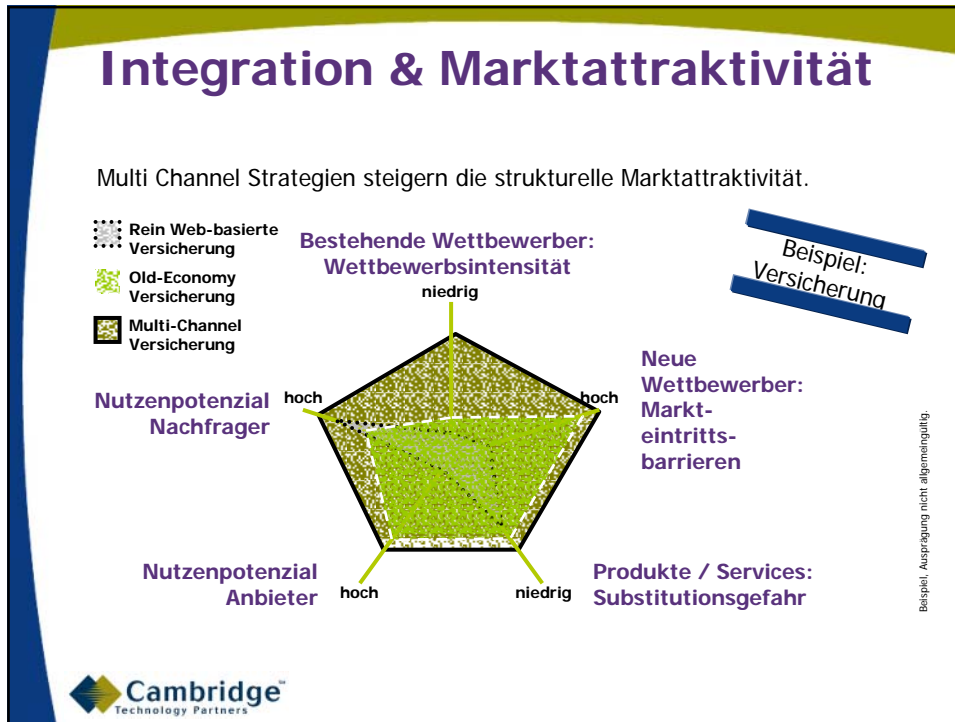 Integration & Marktattraktivität
Multi Channel Strategien steigern die strukturelle Marktattraktivität.
Rein Web-basierte
Versicherung
Old-Economy
Versicherung
Multi-Channel
Versicherung
Bestehende Wettbewerber:
Wettbewerbsintensität
niedrig
Beispiel:
Versicherung
Neue
Wettbewerber:
Markt-
eintritts-
barrieren
hoch
Nutzenpotenzial
Nachfrager
hoch
Nutzenpotenzial
Anbieter
hoch
niedrig
Produkte / Services:
Substitutionsgefahr
Beispiel, Ausprägung nicht allgemeingültig.
Cambridge™
Technology Partners